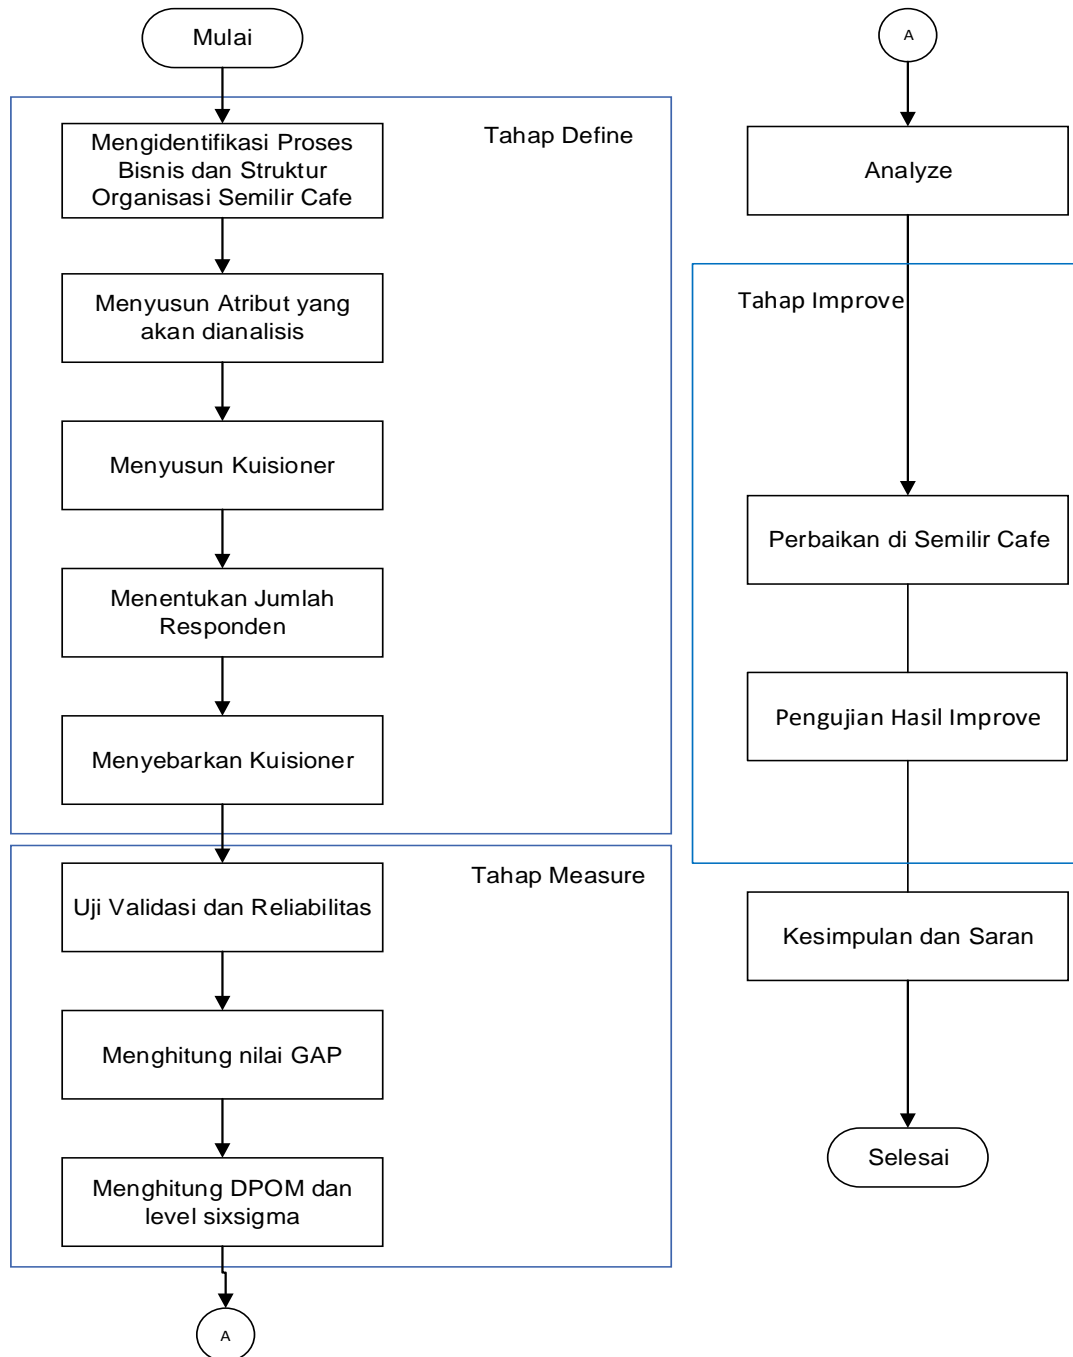 Mulai
Tahap Define
Mengidentifikasi Proses
Bisnis dan Struktur
Organisasi Semilir Cafe
Menyusun Atribut yang
akan dianalisis
Menyusun Kuisioner
Menentukan Jumlah
Responden
Menyebarkan Kuisioner
Tahap Measure
Uji Validasi dan Reliabilitas
Menghitung nilai GAP
Menghitung DPOM dan
level sixsigma
A
A
Analyze
Tahap Improve
Perbaikan di Semilir Cafe
Pengujian Hasil Improve
Kesimpulan dan Saran
Selesai